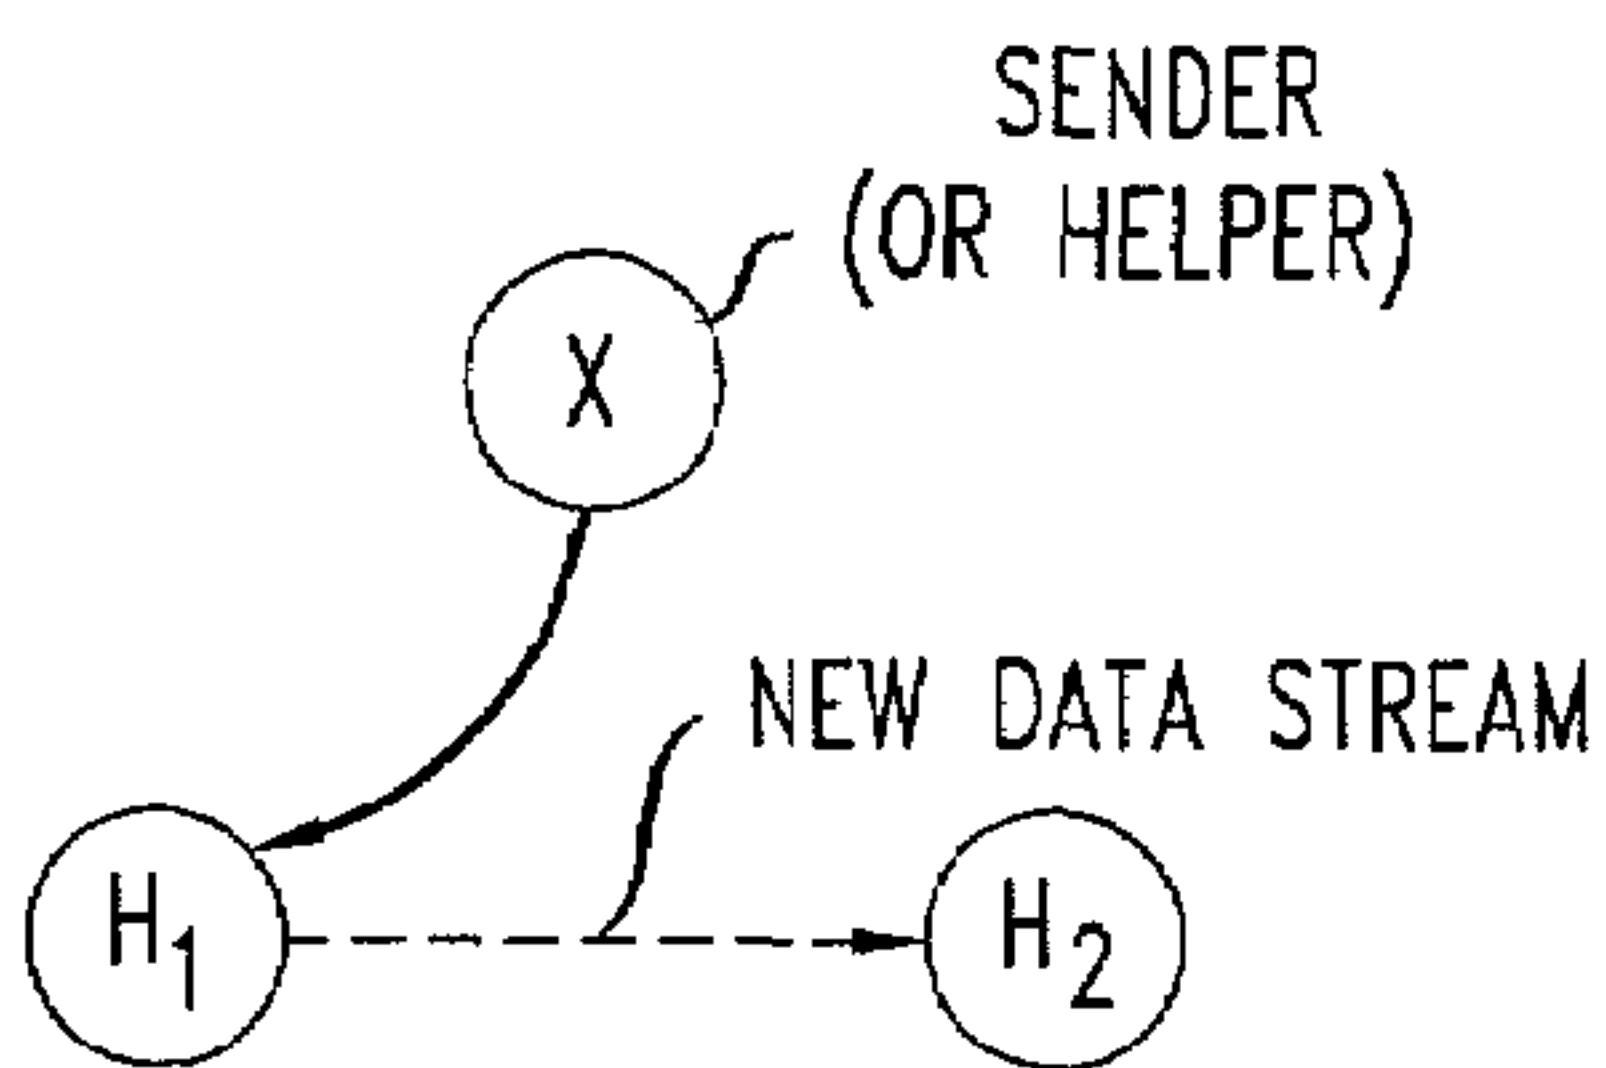 SENDER
(OR HELPER)
X
NEW DATA STREAM
H₁
H₂